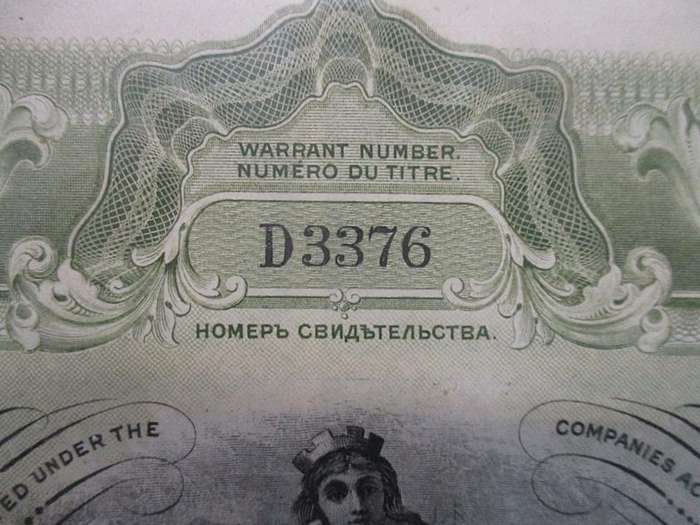 WARRANT NUMBER.
NUMÉRO DU TITRE.
D3376
НОМЕРЪ СВИДѢТЕЛЬСТВА.
ED UNDER THE
COMPANIES AC